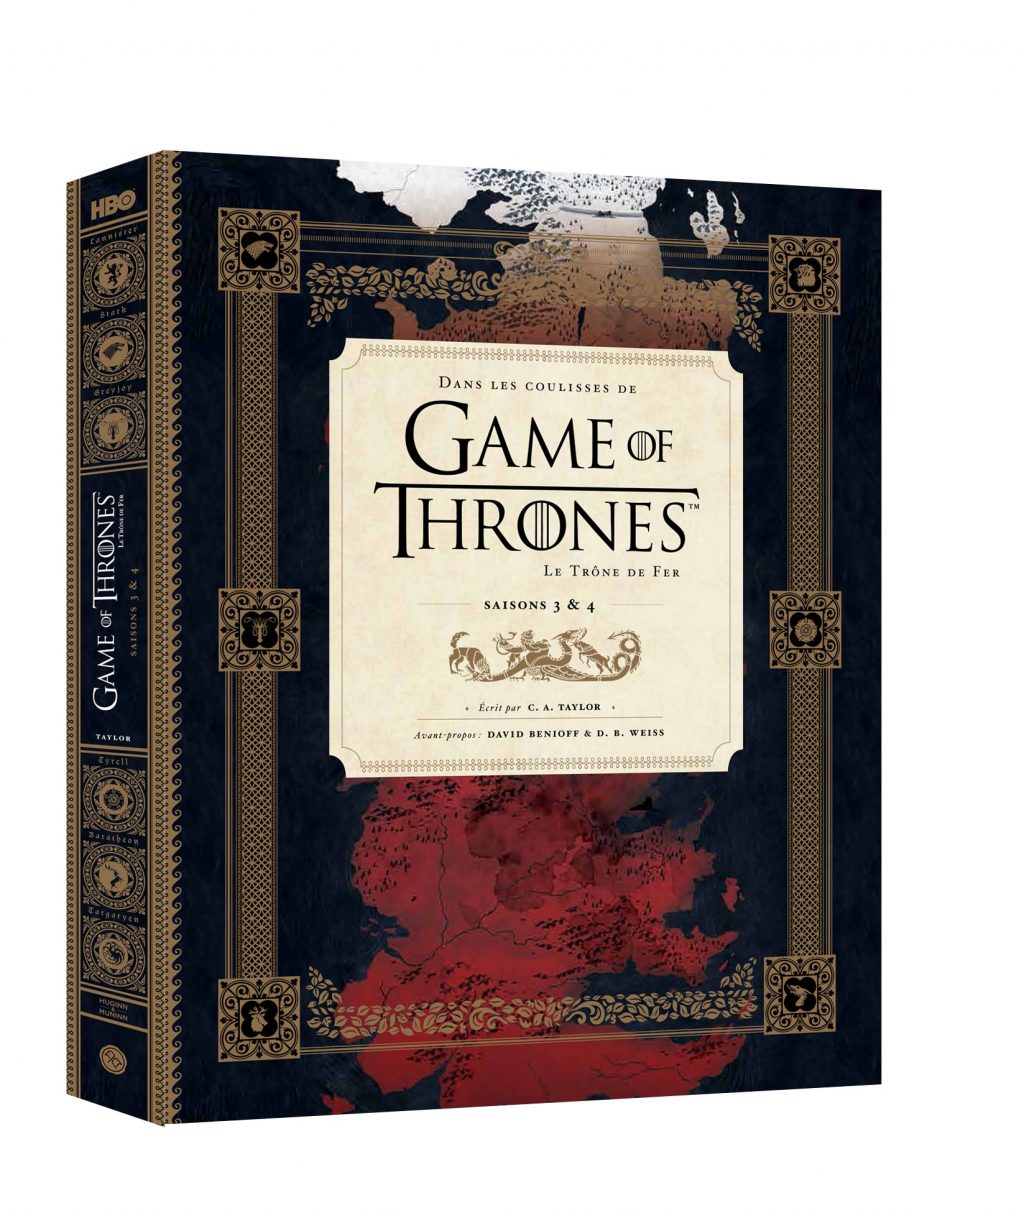 HBO
Lannister
Stark
Greyjoy
GAME OF THRONES
LE TRÔNE DE FER
SAISONS 3 & 4
TAYLOR
Tyrell
Baratheon
Targaryen
HUGINN
&
MUNINN
DANS LES COULISSES DE
GAME OF
THRONES™
LE TRÔNE DE FER
SAISONS 3 & 4
Écrit par C. A. TAYLOR
Avant-propos : DAVID BENIOFF & D. B. WEISS